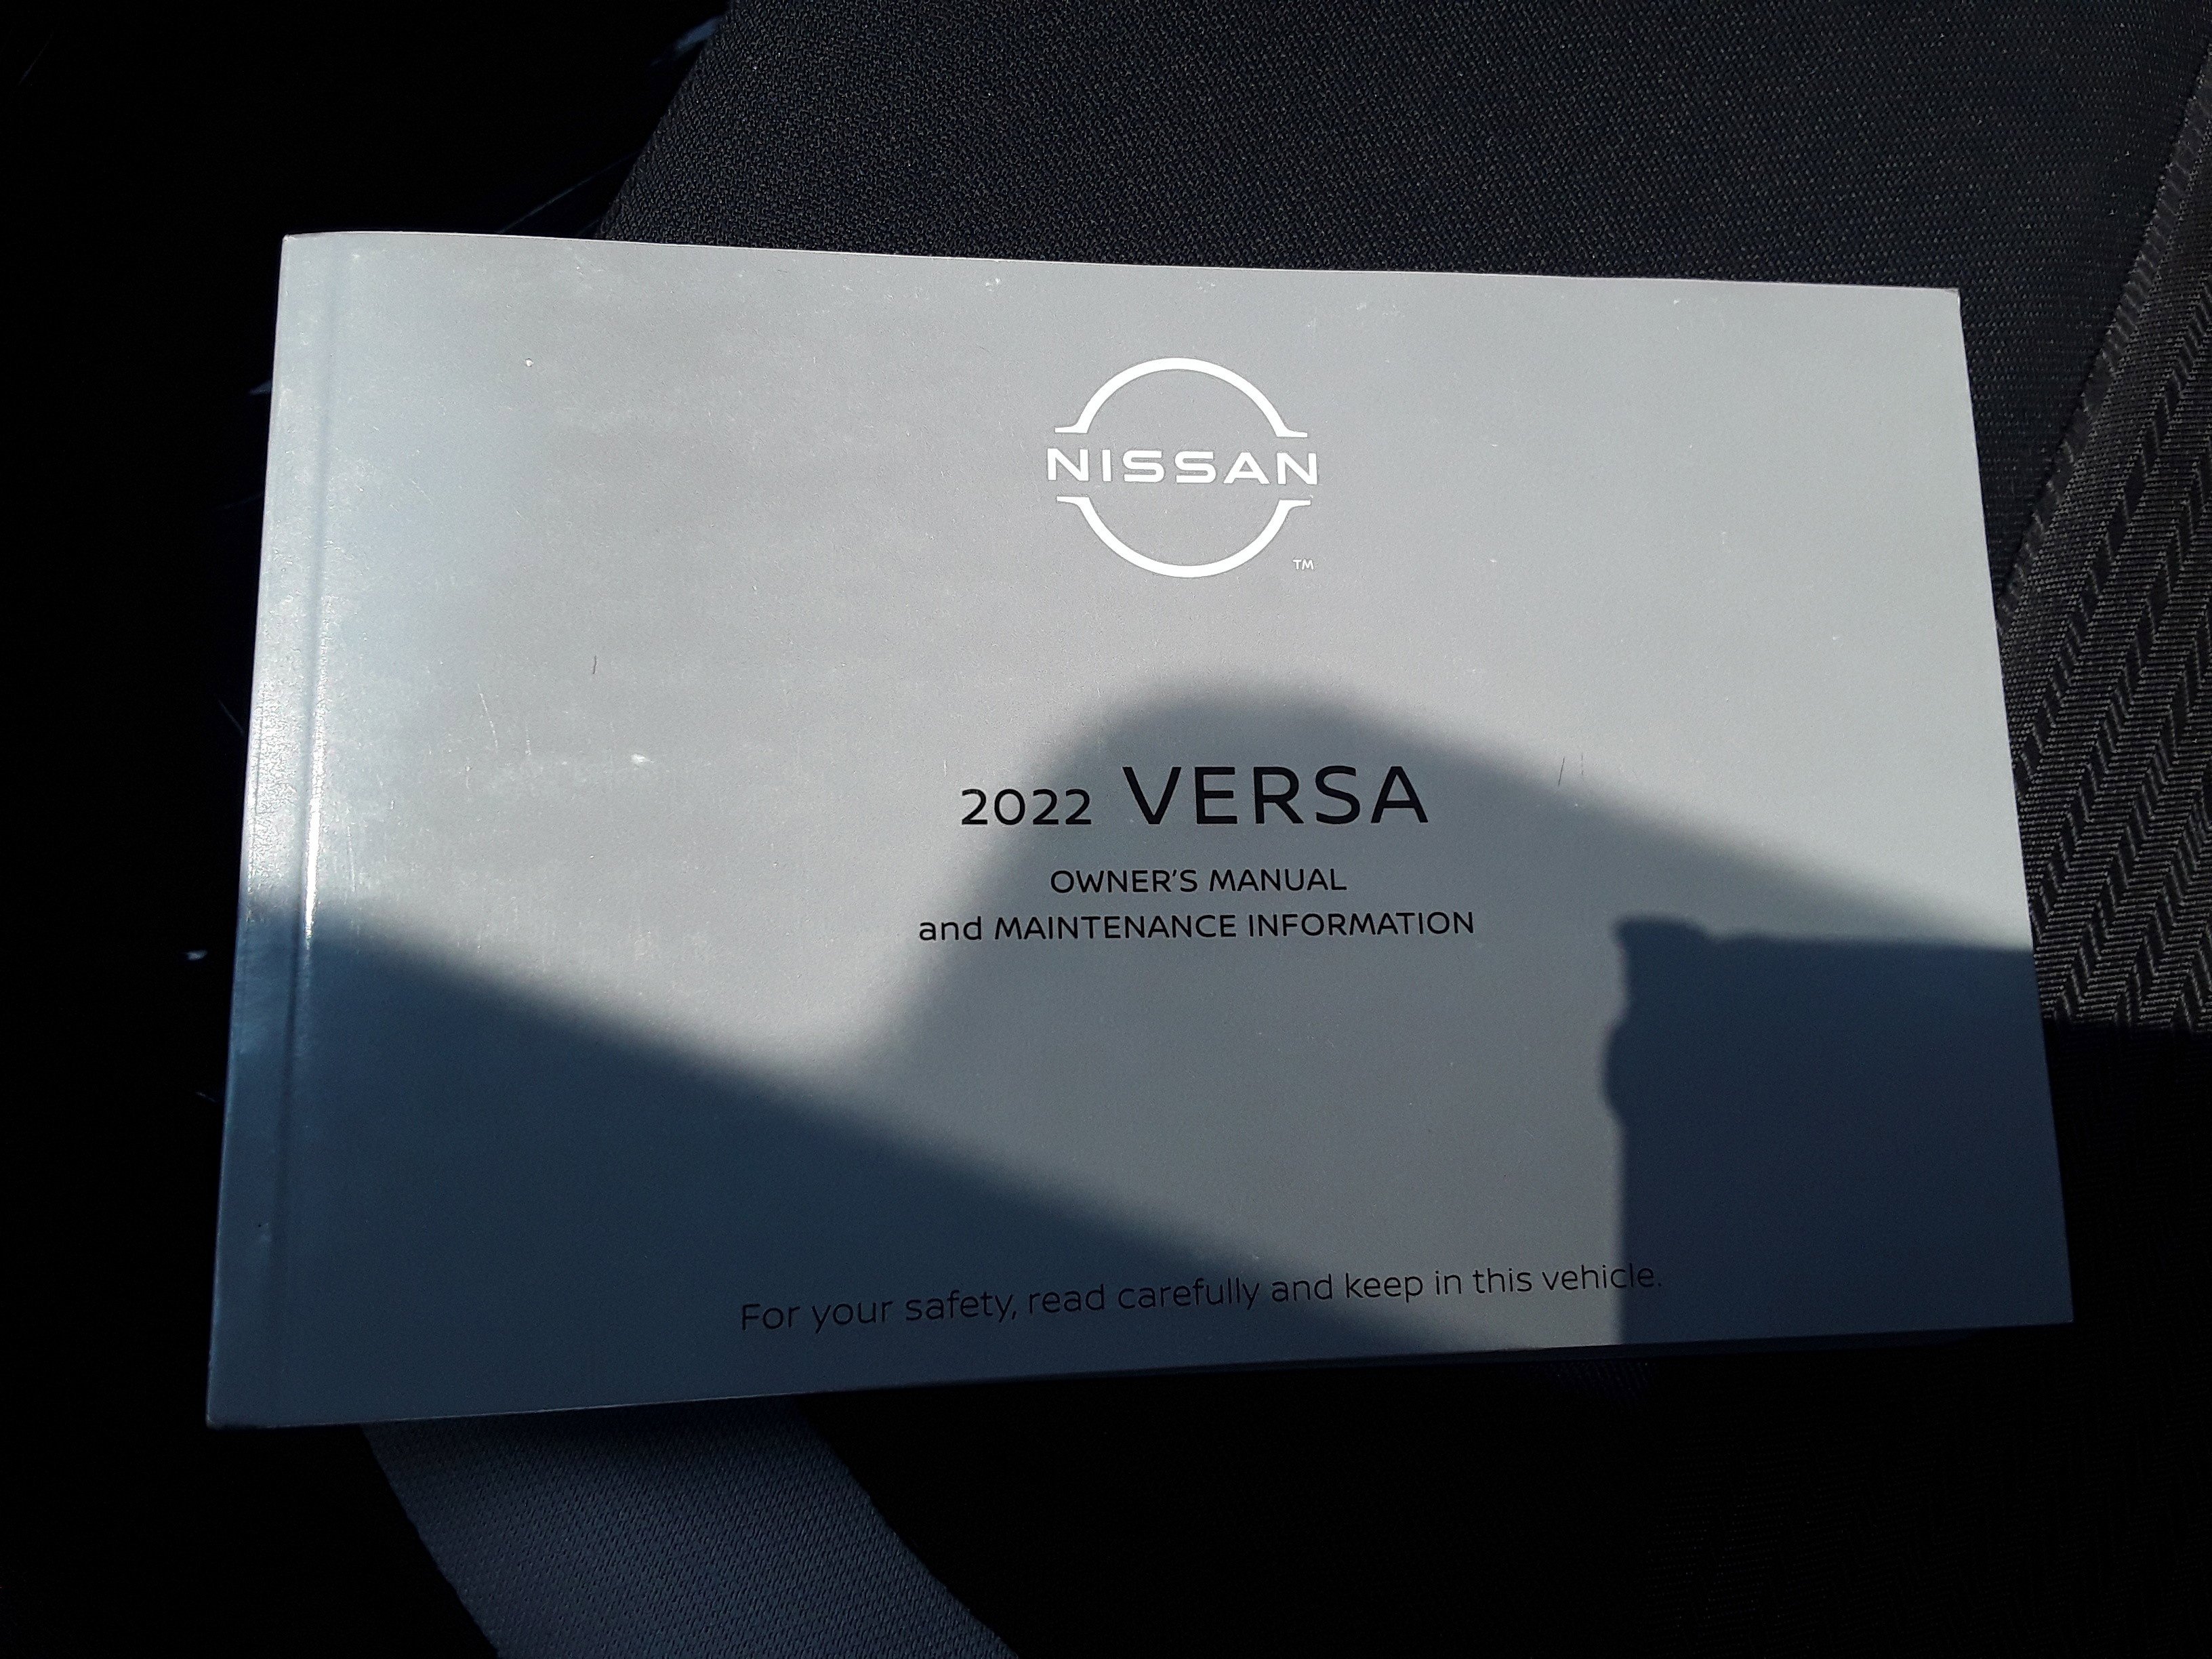 NISSAN
TM
2022 VERSA
OWNER'S MANUAL
and MAINTENANCE INFORMATION
For your safety, read carefully and keep in this vehicle.